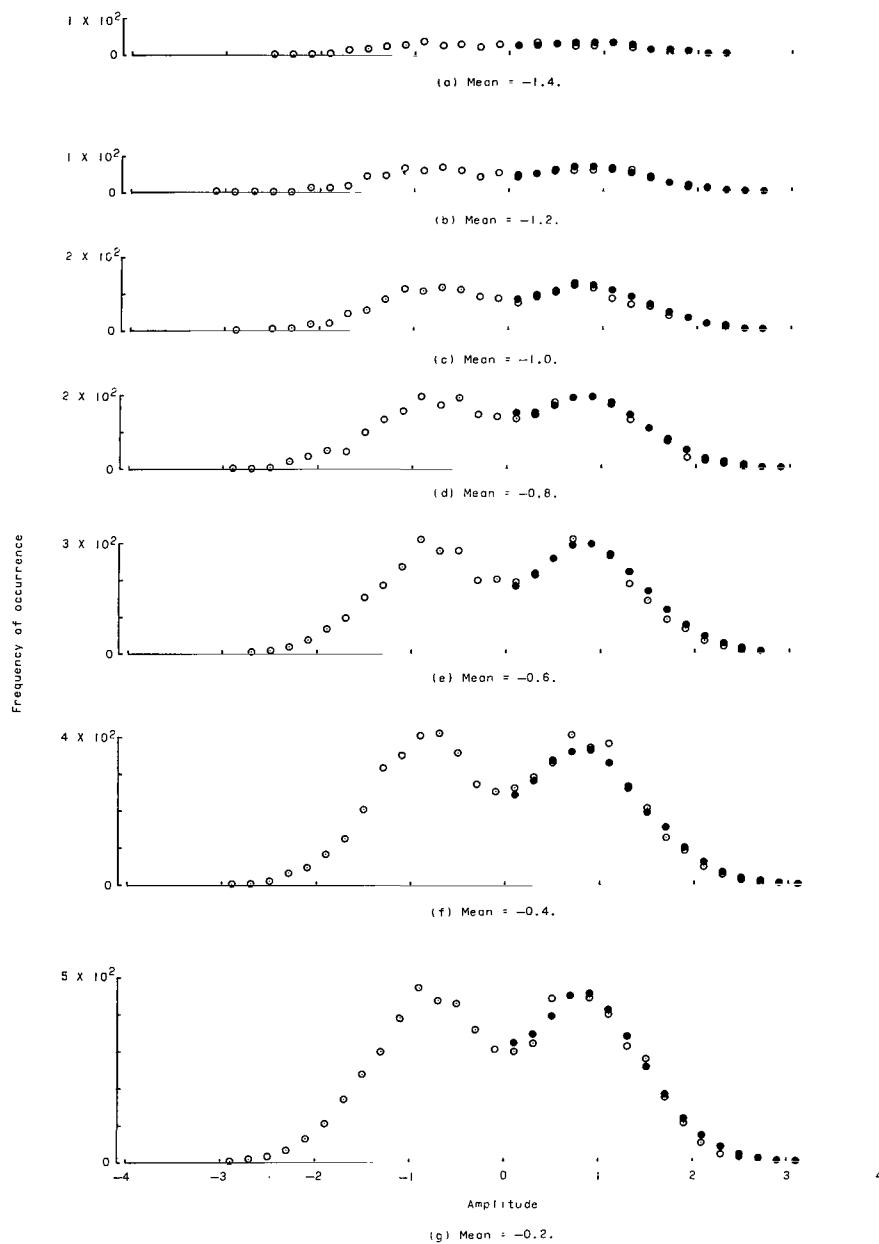 1 X 10²
0
(a) Mean = -1.4.
1 X 10²
0
(b) Mean = -1.2.
2 X 10²
0
(c) Mean = -1.0.
2 X 10²
0
(d) Mean = -0.8.
3 X 10²
0
(e) Mean = -0.6.
4 X 10²
0
(f) Mean = -0.4.
5 X 10²
0
-4 -3 -2 -1 0 1 2 3 4
Frequency of occurrence
Amplitude
(g) Mean = -0.2.